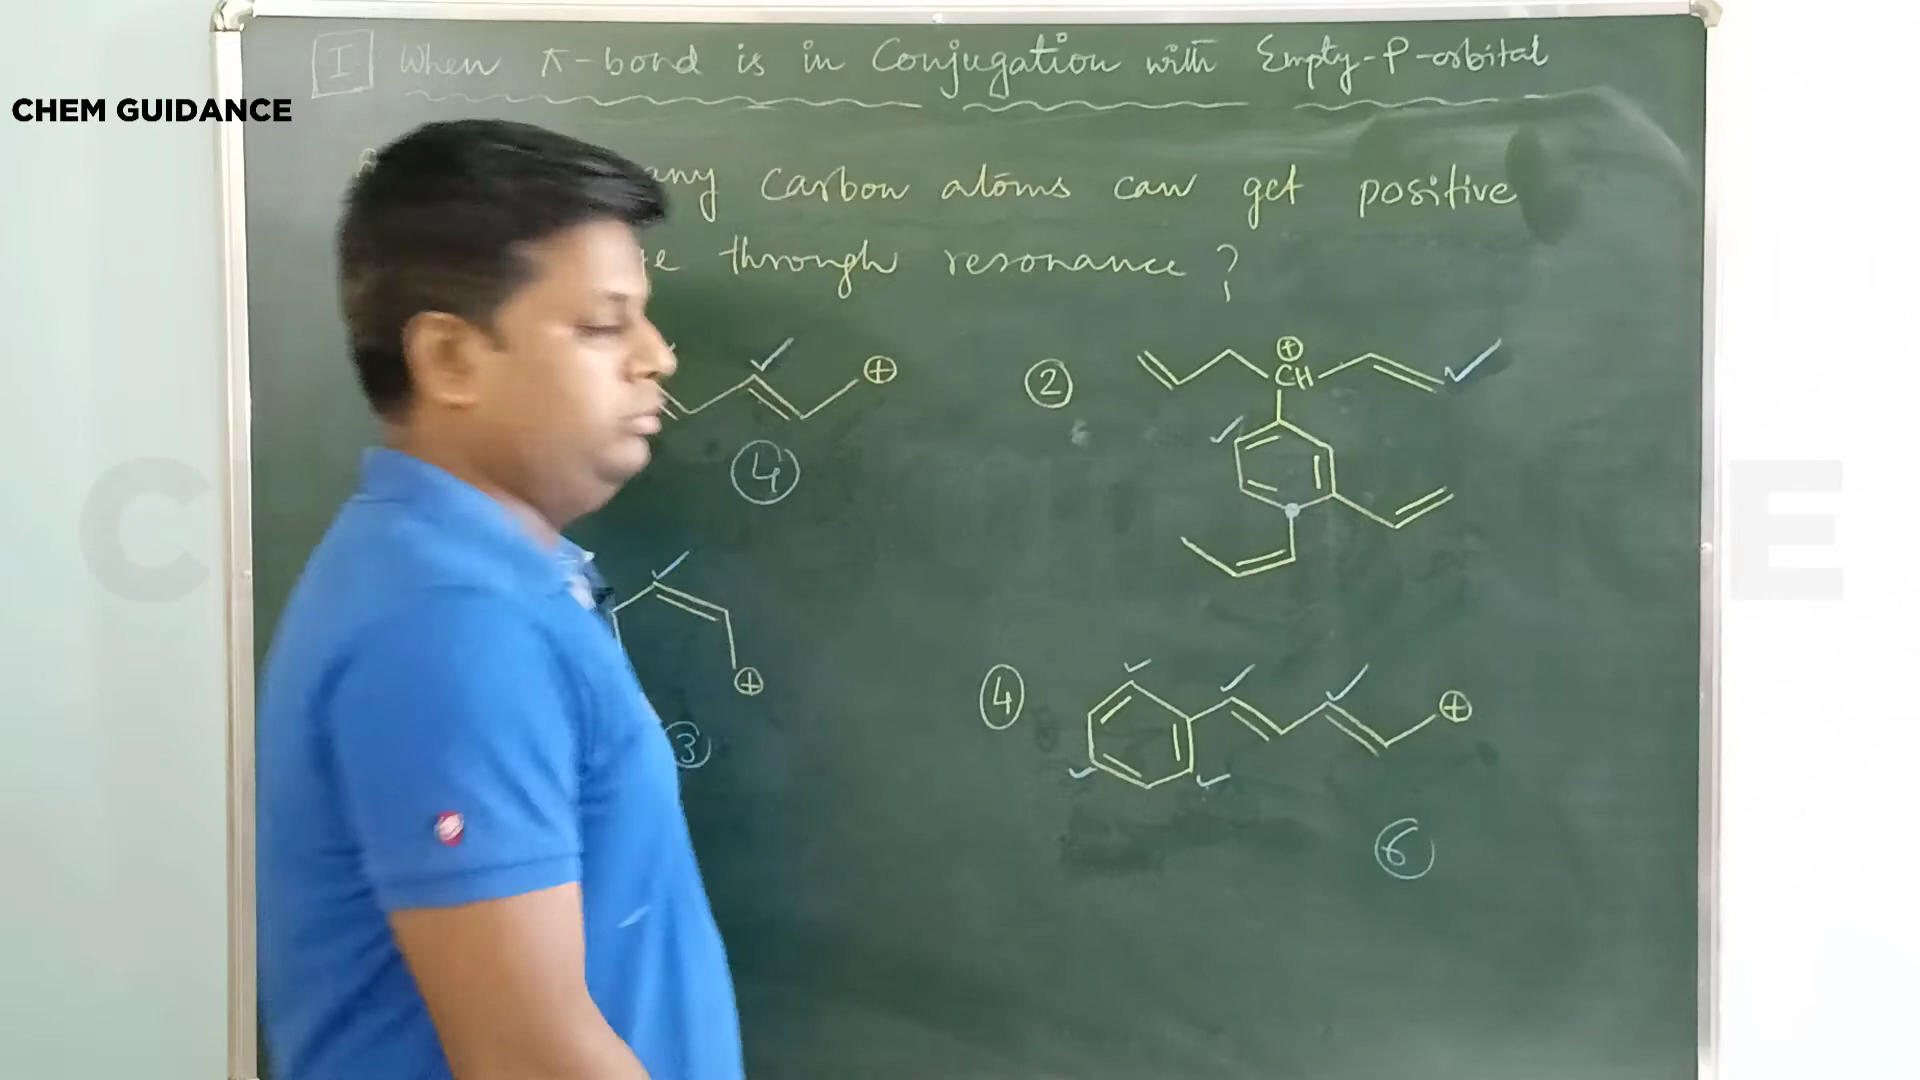 I When π-bond is in Conjugation with Empty-P-orbital
CHEM GUIDANCE
any carbon atoms can get positive
through resonance ?
⊕
④
② ⊕
CH
⊕
③
④ ⊕
⑥